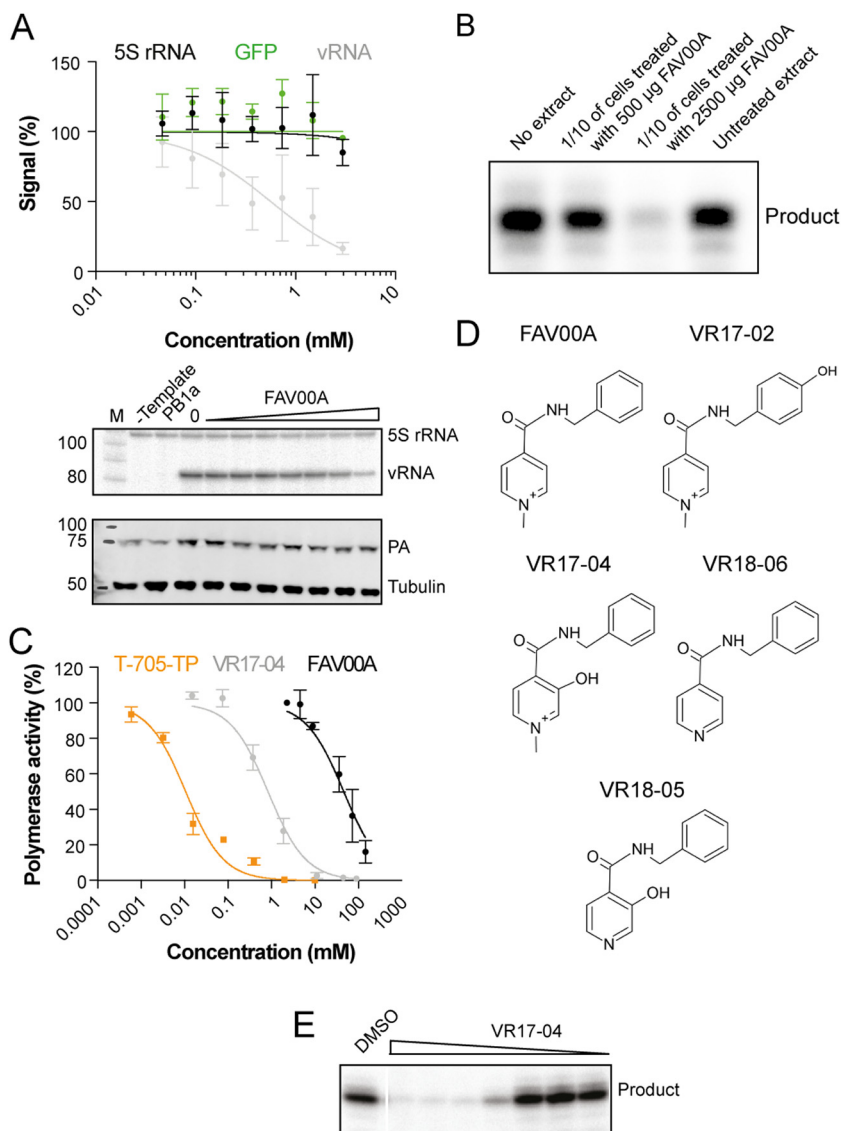 A
5S rRNA GFP vRNA
Signal (%)
150
100
50
0
0.01 0.1 1 10
Concentration (mM)
B
No extract
1/10 of cells treated
with 500 µg FAV00A
1/10 of cells treated
with 2500 µg FAV00A
Untreated extract
Product
M
-Template
PB1a
0
FAV00A
100
80
5S rRNA
vRNA
100
75
50
PA
Tubulin
C
T-705-TP VR17-04 FAV00A
Polymerase activity (%)
120
100
80
60
40
20
0
0.0001 0.001 0.01 0.1 1 10 100 1000
Concentration (mM)
D
FAV00A VR17-02
O NH N+ O NH OH N+
VR17-04 VR18-06
O NH OH N+ O NH N
VR18-05
O NH OH N
E
DMSO
VR17-04
Product